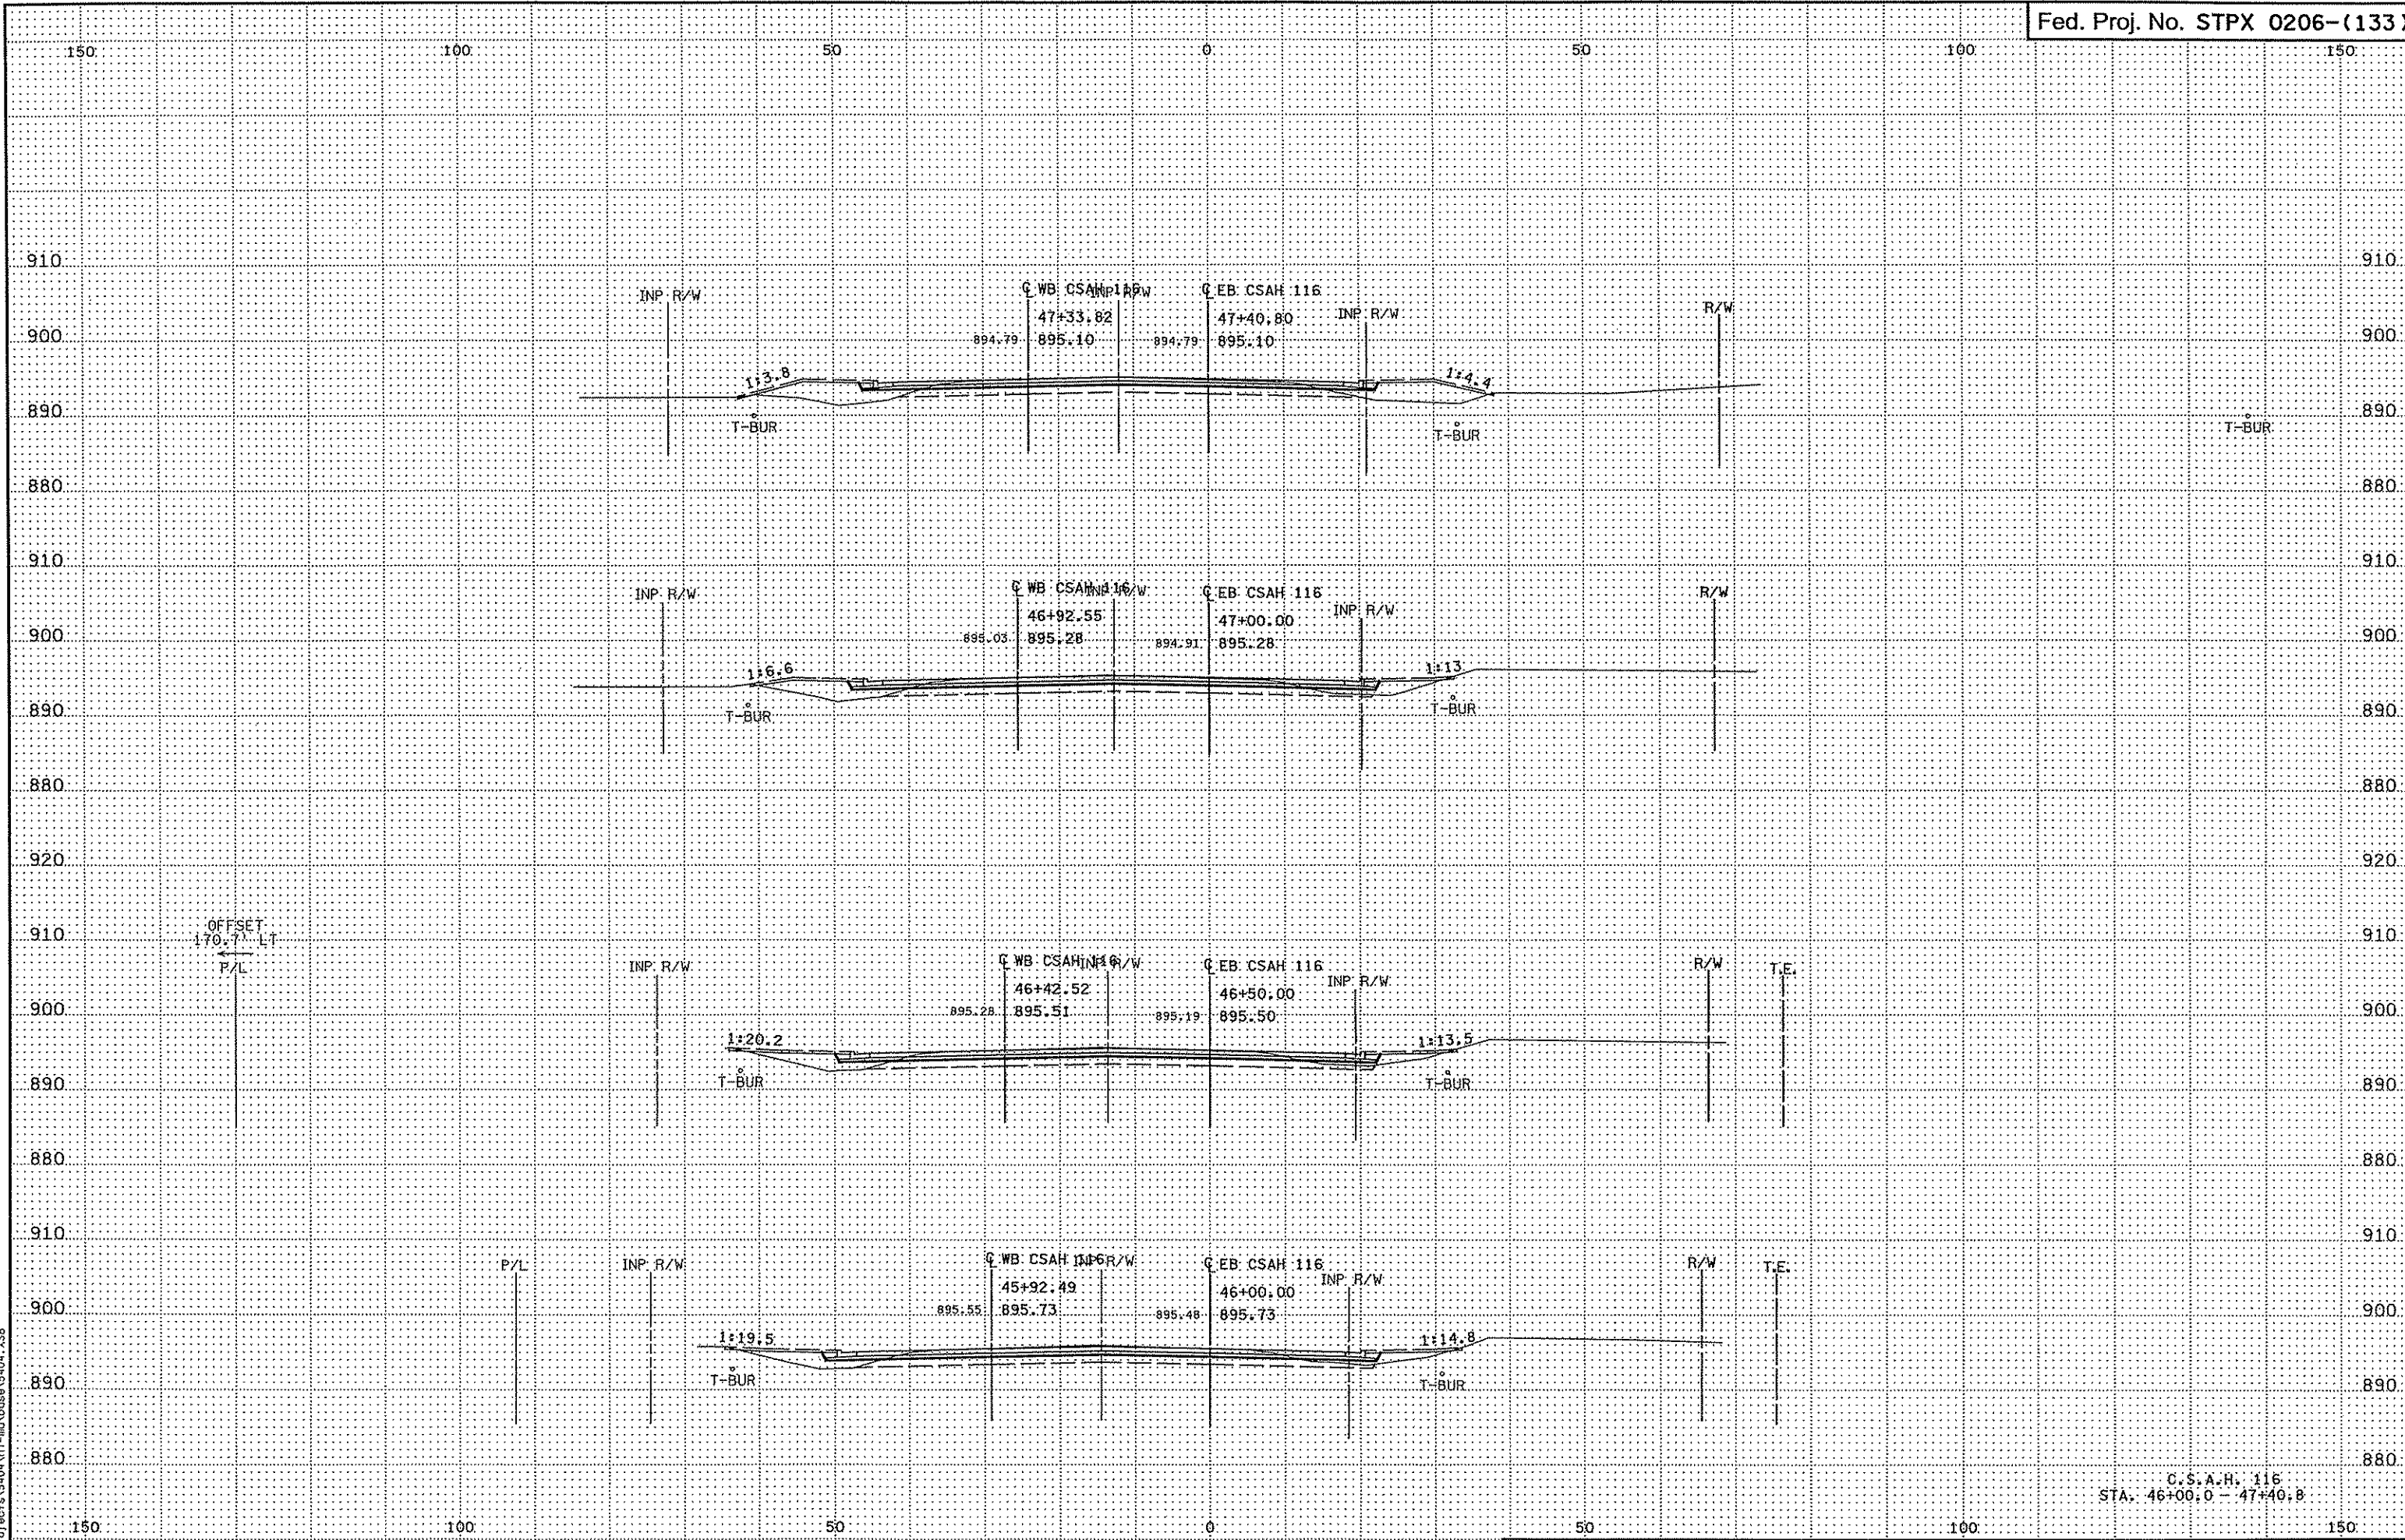 Fed. Proj. No. STPX 0206-(133)
150 100 50 0 50 100 150
910 910
INP R/W ℄ WB CSAH 116 INP R/W ℄ EB CSAH 116 INP R/W R/W
47+33.82 47+40.80
900 894.79 895.10 894.79 895.10 900
1:3.8 1:4.4
890 890
T-BUR T-BUR T-BUR
880 880
910 910
INP R/W ℄ WB CSAH 116 INP R/W ℄ EB CSAH 116 INP R/W R/W
46+92.55 47+00.00
900 895.03 895.28 894.91 895.28 900
1:6.6 1:13
890 T-BUR T-BUR 890
880 880
920 920
OFFSET
910 170.7' LT 910
P/L INP R/W ℄ WB CSAH 116 INP R/W ℄ EB CSAH 116 INP R/W R/W T.E.
46+42.52 46+50.00
900 895.28 895.51 895.19 895.50 900
1:20.2 1:13.5
890 T-BUR T-BUR 890
880 880
910 910
P/L INP R/W ℄ WB CSAH 116 INP R/W ℄ EB CSAH 116 INP R/W R/W T.E.
45+92.49 46+00.00
900 895.55 895.73 895.48 895.73 900
1:19.5 1:14.8
890 T-BUR T-BUR 890
880 880
C.S.A.H. 116
STA. 46+00.0 - 47+40.8
150 100 50 0 50 100 150